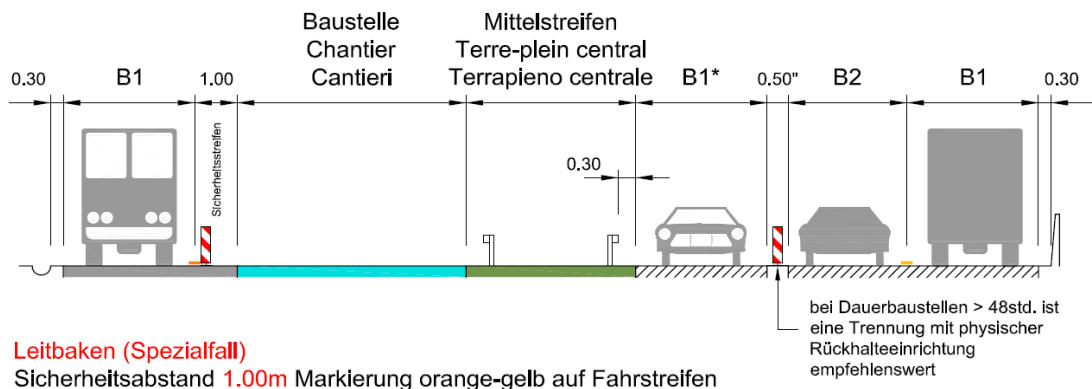 Baustelle
Chantier
Cantieri
Mittelstreifen
Terre-plein central
Terrapieno centrale
0.30
B1
1.00
B1*
0.50"
B2
B1
0.30
Sicherheitsstreifen
0.30
bei Dauerbaustellen > 48std. ist
eine Trennung mit physischer
Rückhalteeinrichtung
empfehlenswert
Leitbaken (Spezialfall)
Sicherheitsabstand 1.00m Markierung orange-gelb auf Fahrstreifen